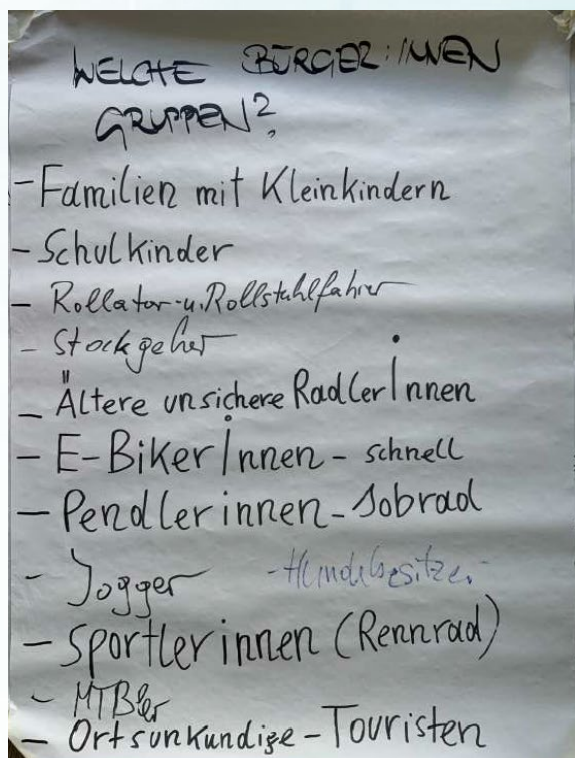 WELCHE BÜRGER:INNEN
GRUPPEN?
- Familien mit Kleinkindern
- Schulkinder
- Rollator- u. Rollstuhlfahrer
- Stockgeher
- Ältere unsichere RadlerInnen
- E-BikerInnen - schnell
- Pendlerinnen - Jobrad
- Jogger - Hundebesitzer -
- Sportlerinnen (Rennrad)
- MTBler
- Ortsunkundige - Touristen